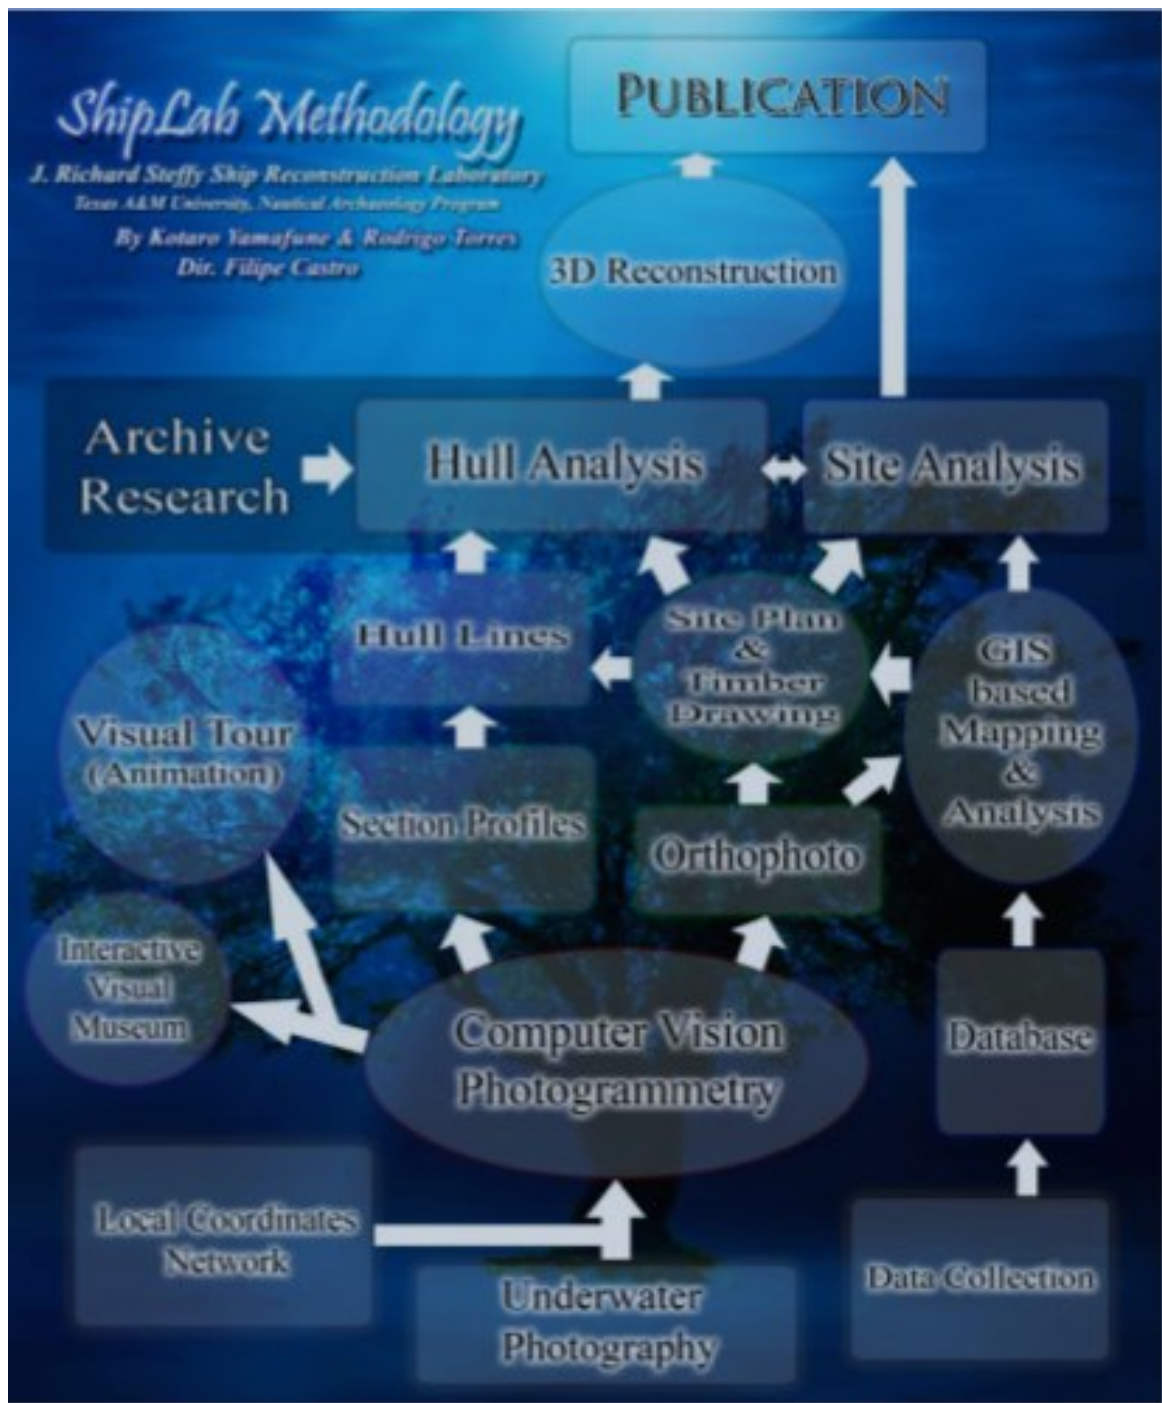 PUBLICATION
ShipLab Methodology
J. Richard Steffy Ship Reconstruction Laboratory
Texas A&M University, Nautical Archaeology Program
By Kotaro Yamafune & Rodrigo Torres
Dir. Filipe Castro
3D Reconstruction
Archive
Research
Hull Analysis
Site Analysis
Hull Lines
Site Plan
&
Timber
Drawing
GIS
based
Mapping
&
Analysis
Visual Tour
(Animation)
Section Profiles
Orthophoto
Interactive
Visual
Museum
Computer Vision
Photogrammetry
Database
Local Coordinates
Network
Underwater
Photography
Data Collection